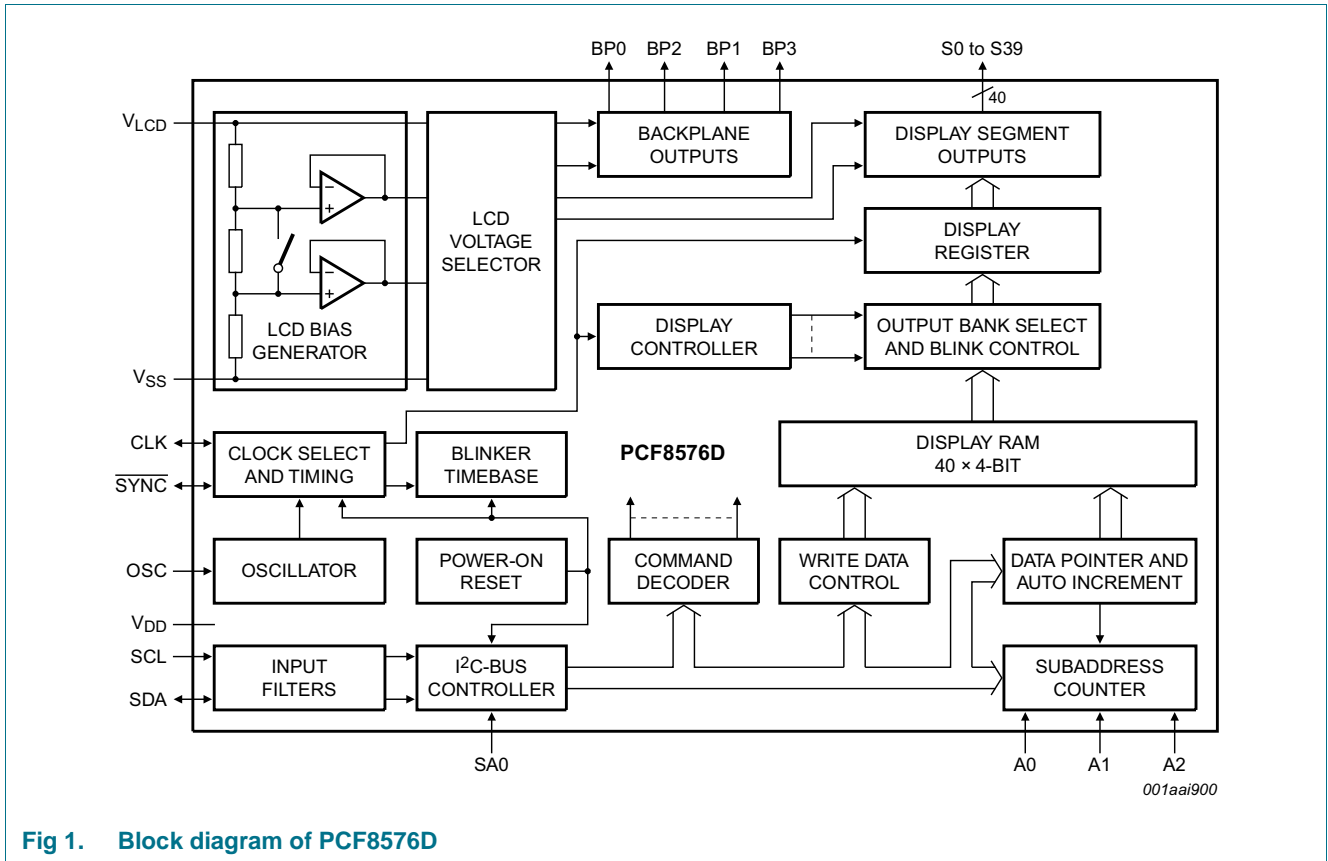 BP0 BP2 BP1 BP3 S0 to S39
40
VLCD
BACKPLANE
OUTPUTS
DISPLAY SEGMENT
OUTPUTS
LCD
VOLTAGE
SELECTOR
DISPLAY
REGISTER
LCD BIAS
GENERATOR
DISPLAY
CONTROLLER
OUTPUT BANK SELECT
AND BLINK CONTROL
VSS
CLK
SYNC
CLOCK SELECT
AND TIMING
BLINKER
TIMEBASE
PCF8576D
DISPLAY RAM
40 × 4-BIT
OSC
OSCILLATOR
POWER-ON
RESET
COMMAND
DECODER
WRITE DATA
CONTROL
DATA POINTER AND
AUTO INCREMENT
VDD
SCL
SDA
INPUT
FILTERS
I2C-BUS
CONTROLLER
SUBADDRESS
COUNTER
SA0 A0 A1 A2
001aai900
Fig 1. Block diagram of PCF8576D